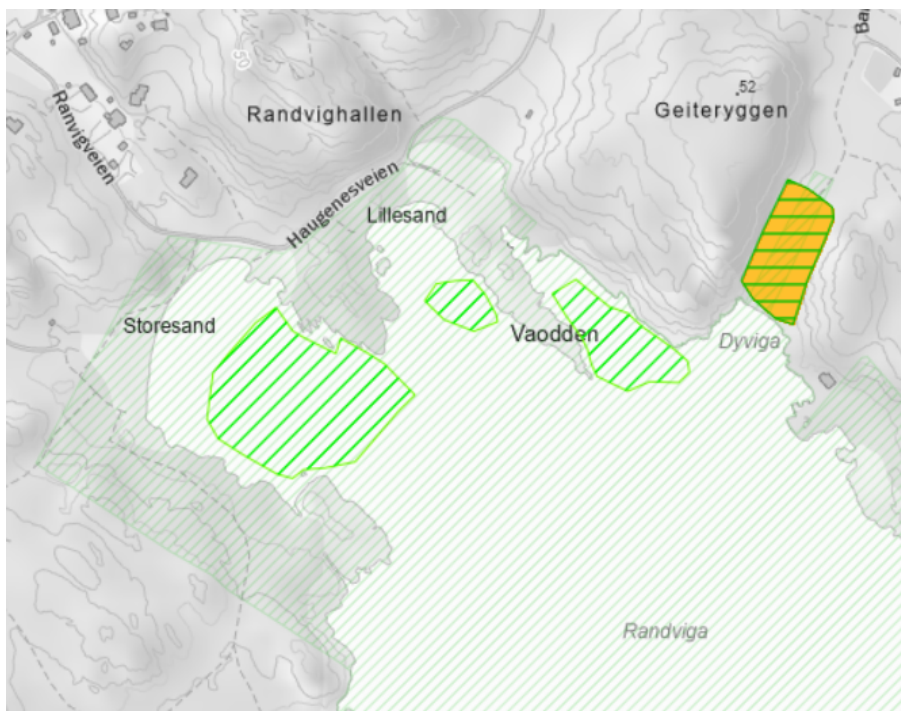 50
52
Geiteryggen
Randvighallen
Ranvigveien
Haugenesveien
Lillesand
Storesand
Vaodden
Dyviga
Randviga